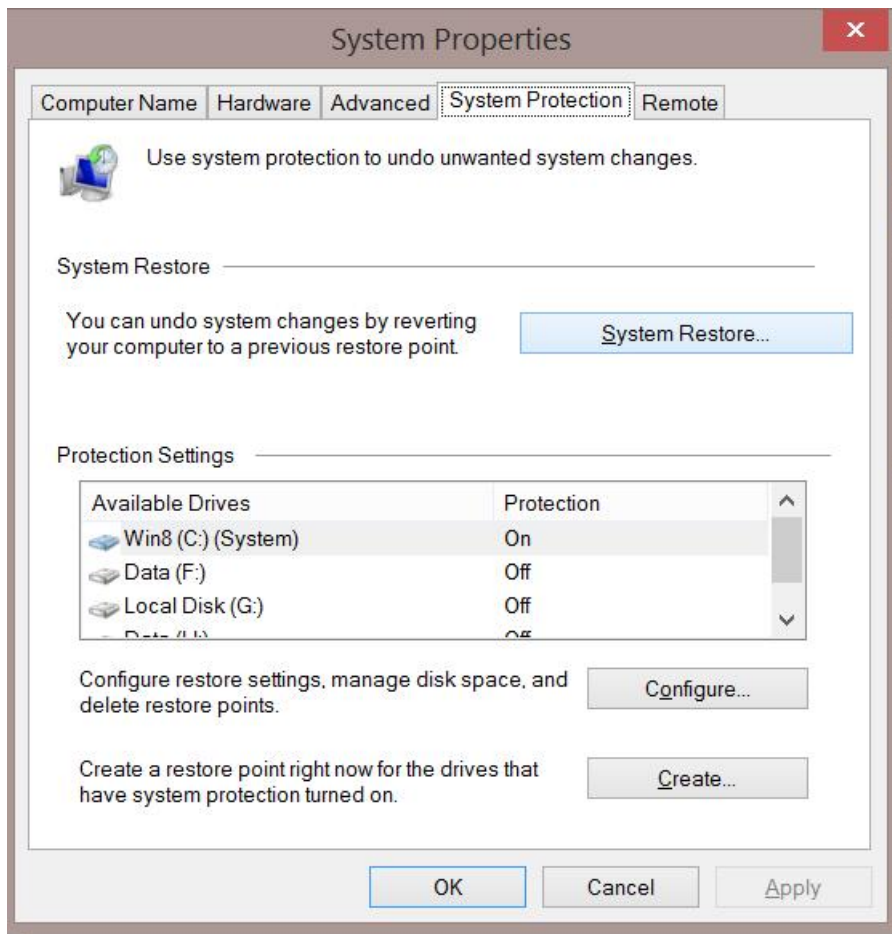 System Properties
Computer Name Hardware Advanced System Protection Remote
Use system protection to undo unwanted system changes.
System Restore
You can undo system changes by reverting
your computer to a previous restore point.
System Restore...
Protection Settings
Available Drives Protection
Win8 (C:) (System) On
Data (F:) Off
Local Disk (G:) Off
Configure restore settings, manage disk space, and
delete restore points.
Configure...
Create a restore point right now for the drives that
have system protection turned on.
Create...
OK Cancel Apply